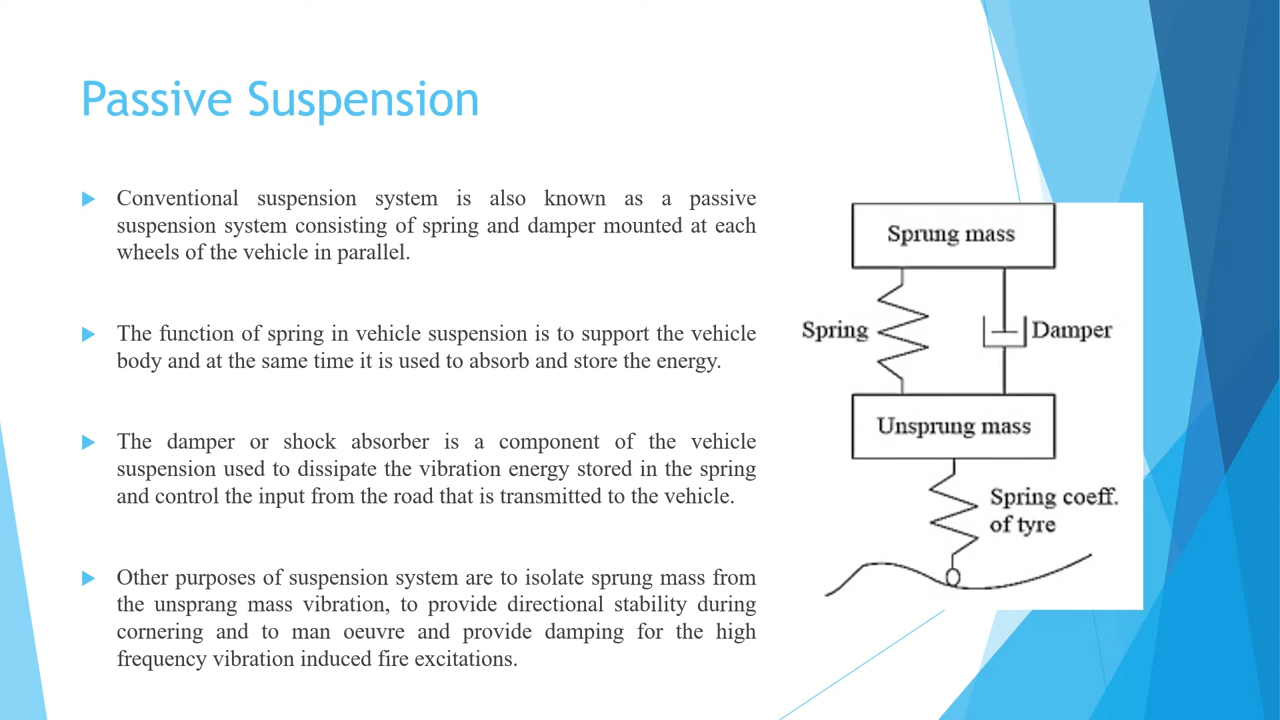 Passive Suspension
Conventional suspension system is also known as a passive
suspension system consisting of spring and damper mounted at each
wheels of the vehicle in parallel.
The function of spring in vehicle suspension is to support the vehicle
body and at the same time it is used to absorb and store the energy.
The damper or shock absorber is a component of the vehicle
suspension used to dissipate the vibration energy stored in the spring
and control the input from the road that is transmitted to the vehicle.
Other purposes of suspension system are to isolate sprung mass from
the unsprang mass vibration, to provide directional stability during
cornering and to man oeuvre and provide damping for the high
frequency vibration induced fire excitations.
Sprung mass
Spring
Damper
Unsprung mass
Spring coeff.
of tyre